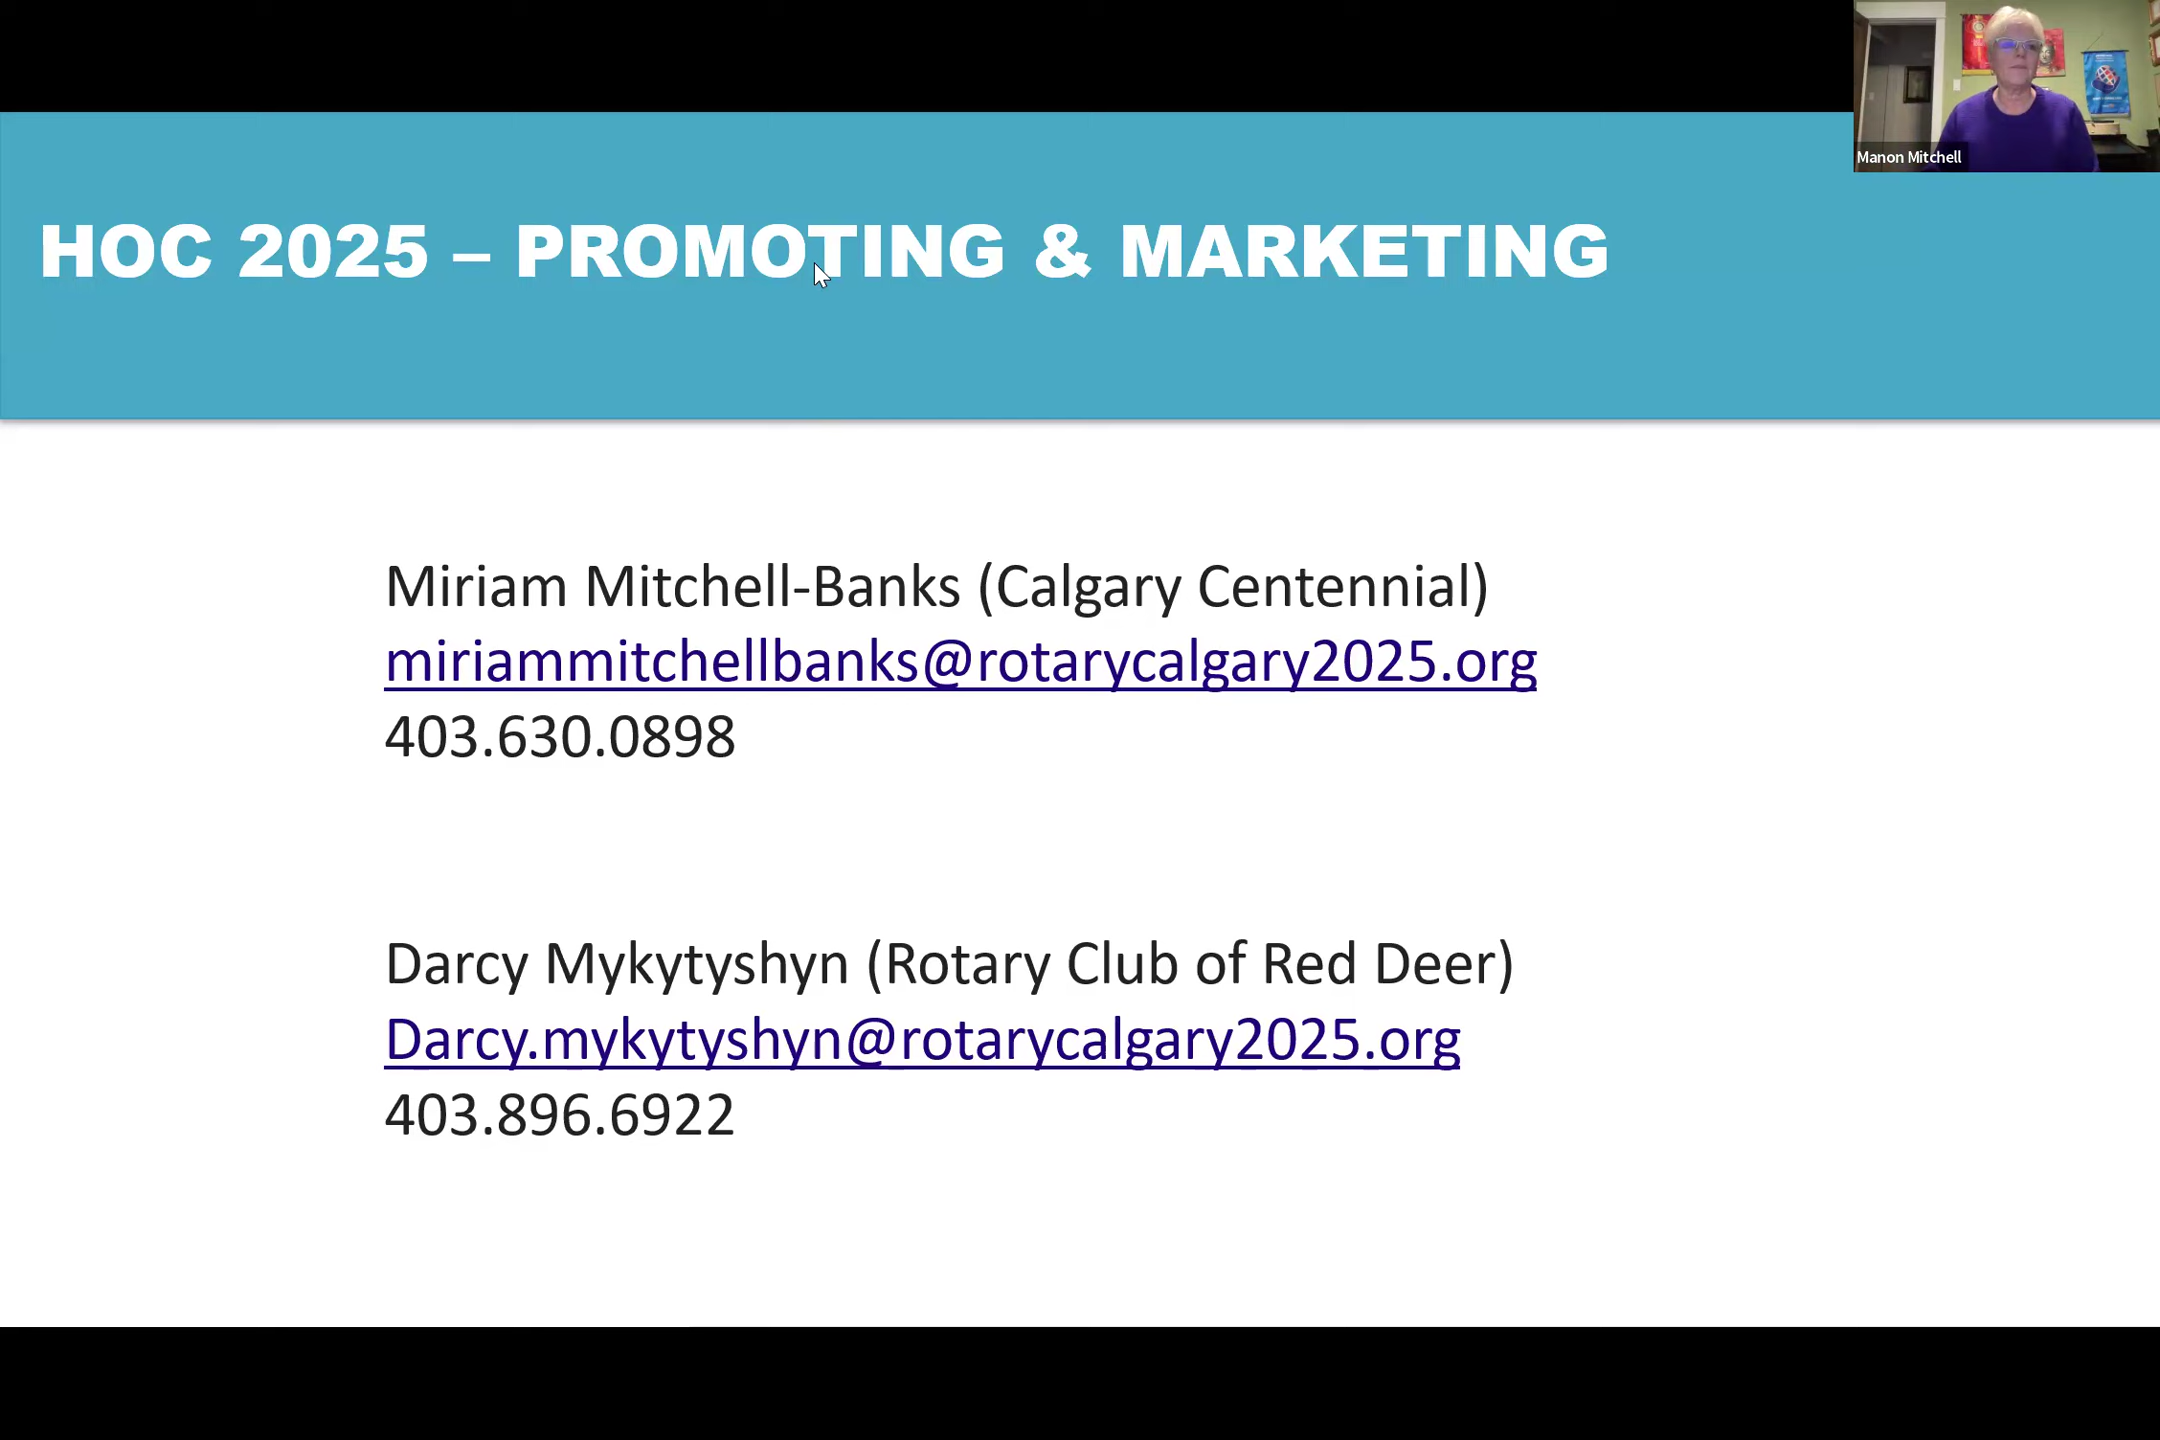 HOC 2025 – PROMOTING & MARKETING
Manon Mitchell
Miriam Mitchell-Banks (Calgary Centennial)
miriammitchellbanks@rotarycalgary2025.org
403.630.0898
Darcy Mykytyshyn (Rotary Club of Red Deer)
Darcy.mykytyshyn@rotarycalgary2025.org
403.896.6922